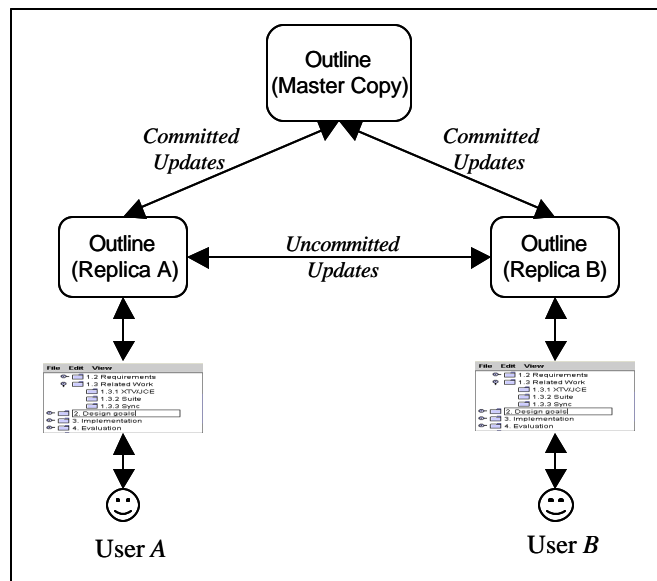 Outline
(Master Copy)
Committed
Updates
Committed
Updates
Outline
(Replica A)
Uncommitted
Updates
Outline
(Replica B)
File Edit View
1.2 Requirements
1.3 Related Work
1.3.1 XTV/JCE
1.3.2 Suite
1.3.3 Sync
2. Design goals
3. Implementation
4. Evaluation
File Edit View
1.2 Requirements
1.3 Related Work
1.3.1 XTV/JCE
1.3.2 Suite
1.3.3 Sync
2. Design goals
3. Implementation
4. Evaluation
User A
User B